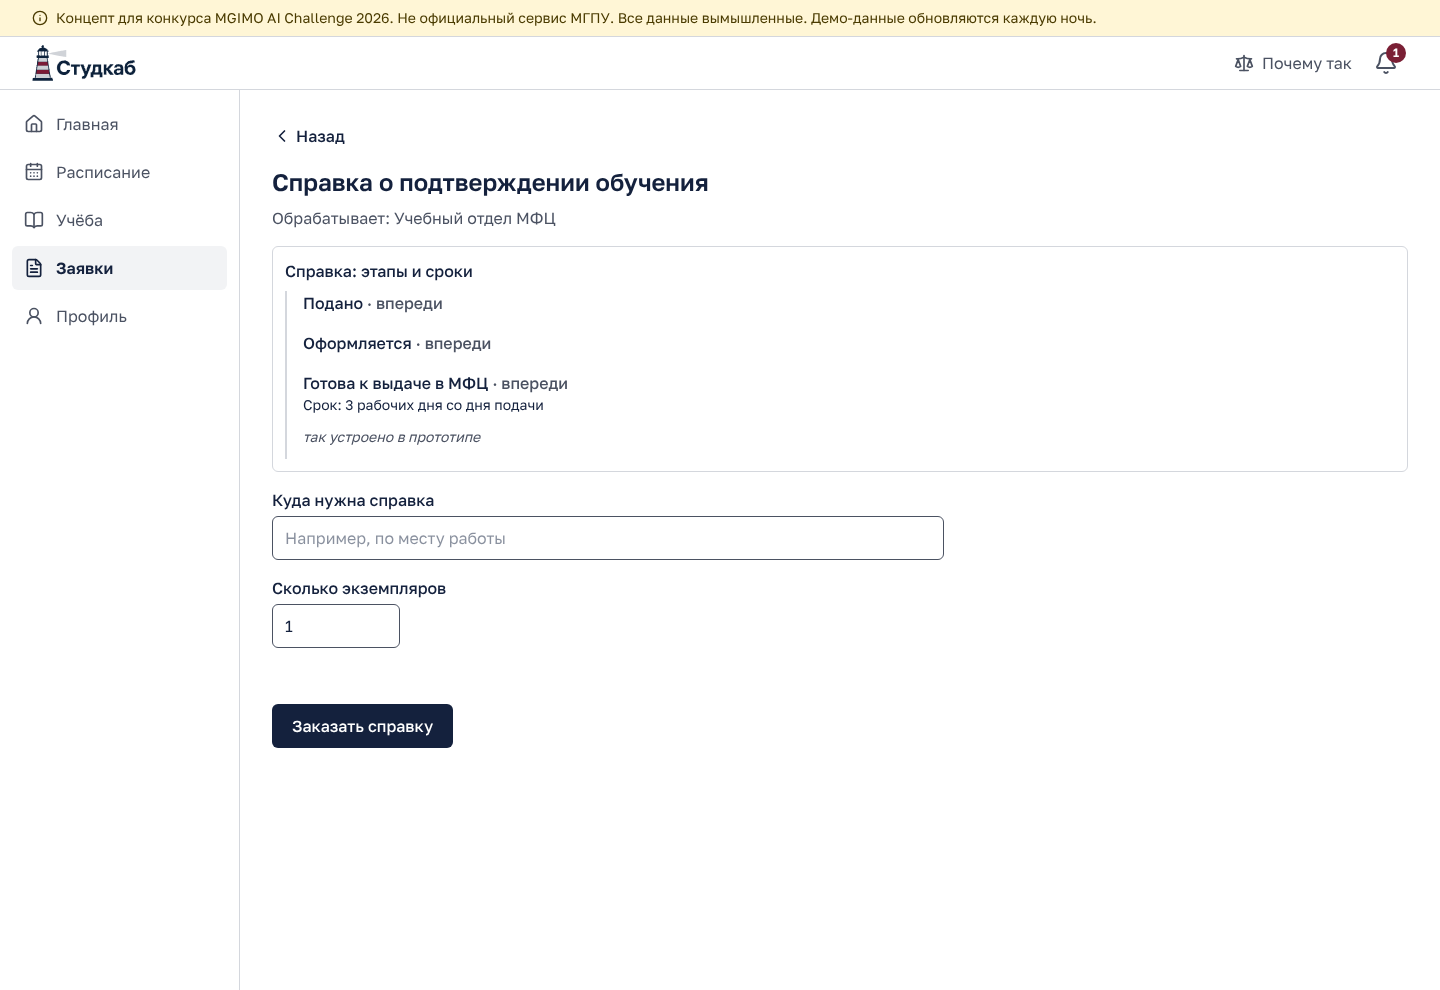 Концепт для конкурса MGIMO AI Challenge 2026. Не официальный сервис МГПУ. Все данные вымышленные. Демо-данные обновляются каждую ночь.
Студкаб
Почему так
1
Главная
Расписание
Учёба
Заявки
Профиль
Назад
Справка о подтверждении обучения
Обрабатывает: Учебный отдел МФЦ
Справка: этапы и сроки
Подано · впереди
Оформляется · впереди
Готова к выдаче в МФЦ · впереди
Срок: 3 рабочих дня со дня подачи
так устроено в прототипе
Куда нужна справка
Например, по месту работы
Сколько экземпляров
1
Заказать справку